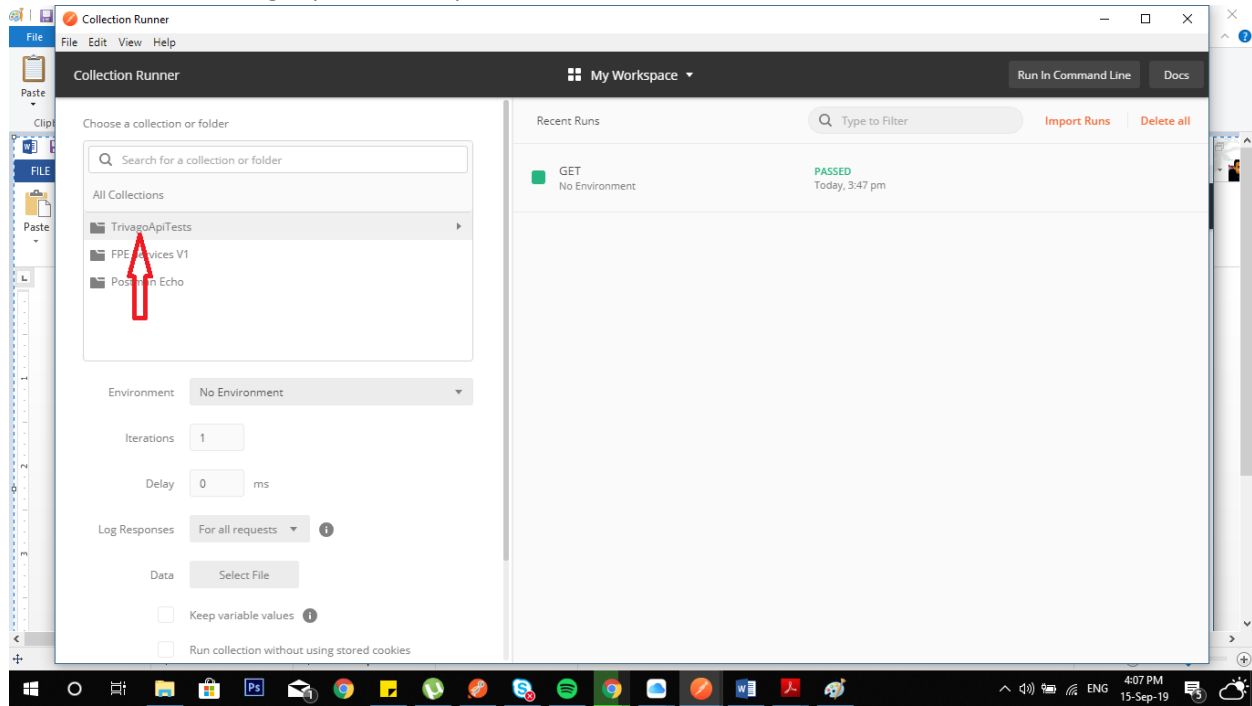 Collection Runner
File
File Edit View Help
Paste
Collection Runner
My Workspace
Run In Command Line
Docs
Choose a collection or folder
Recent Runs
Type to Filter
Import Runs
Delete all
Search for a collection or folder
FILE
GET
No Environment
PASSED
Today, 3:47 pm
All Collections
Paste
TrivagoApiTests
FPE Services V1
Postman Echo
Environment
No Environment
Iterations
1
Delay
0
ms
Log Responses
For all requests
Data
Select File
Keep variable values
Run collection without using stored cookies
Ps
ENG
4:07 PM
15-Sep-19
5